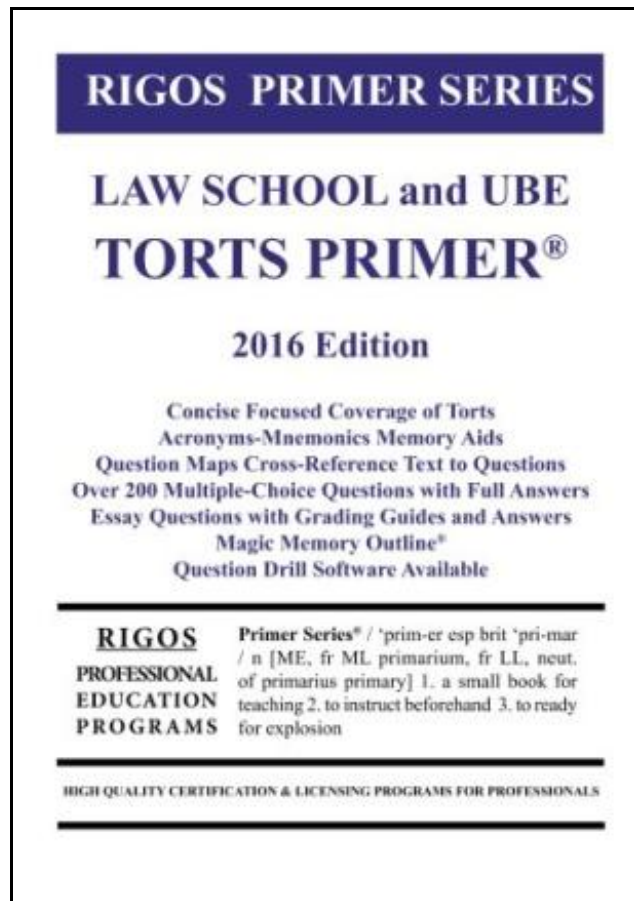 RIGOS PRIMER SERIES
LAW SCHOOL and UBE
TORTS PRIMER®
2016 Edition
Concise Focused Coverage of Torts
Acronyms-Mnemonics Memory Aids
Question Maps Cross-Reference Text to Questions
Over 200 Multiple-Choice Questions with Full Answers
Essay Questions with Grading Guides and Answers
Magic Memory Outline®
Question Drill Software Available
RIGOS
PROFESSIONAL
EDUCATION
PROGRAMS
Primer Series® / 'prim-er esp brit 'pri-mar
/ n [ME, fr ML primarium, fr LL, neut.
of primarius primary] 1. a small book for
teaching 2. to instruct beforehand 3. to ready
for explosion
HIGH QUALITY CERTIFICATION & LICENSING PROGRAMS FOR PROFESSIONALS